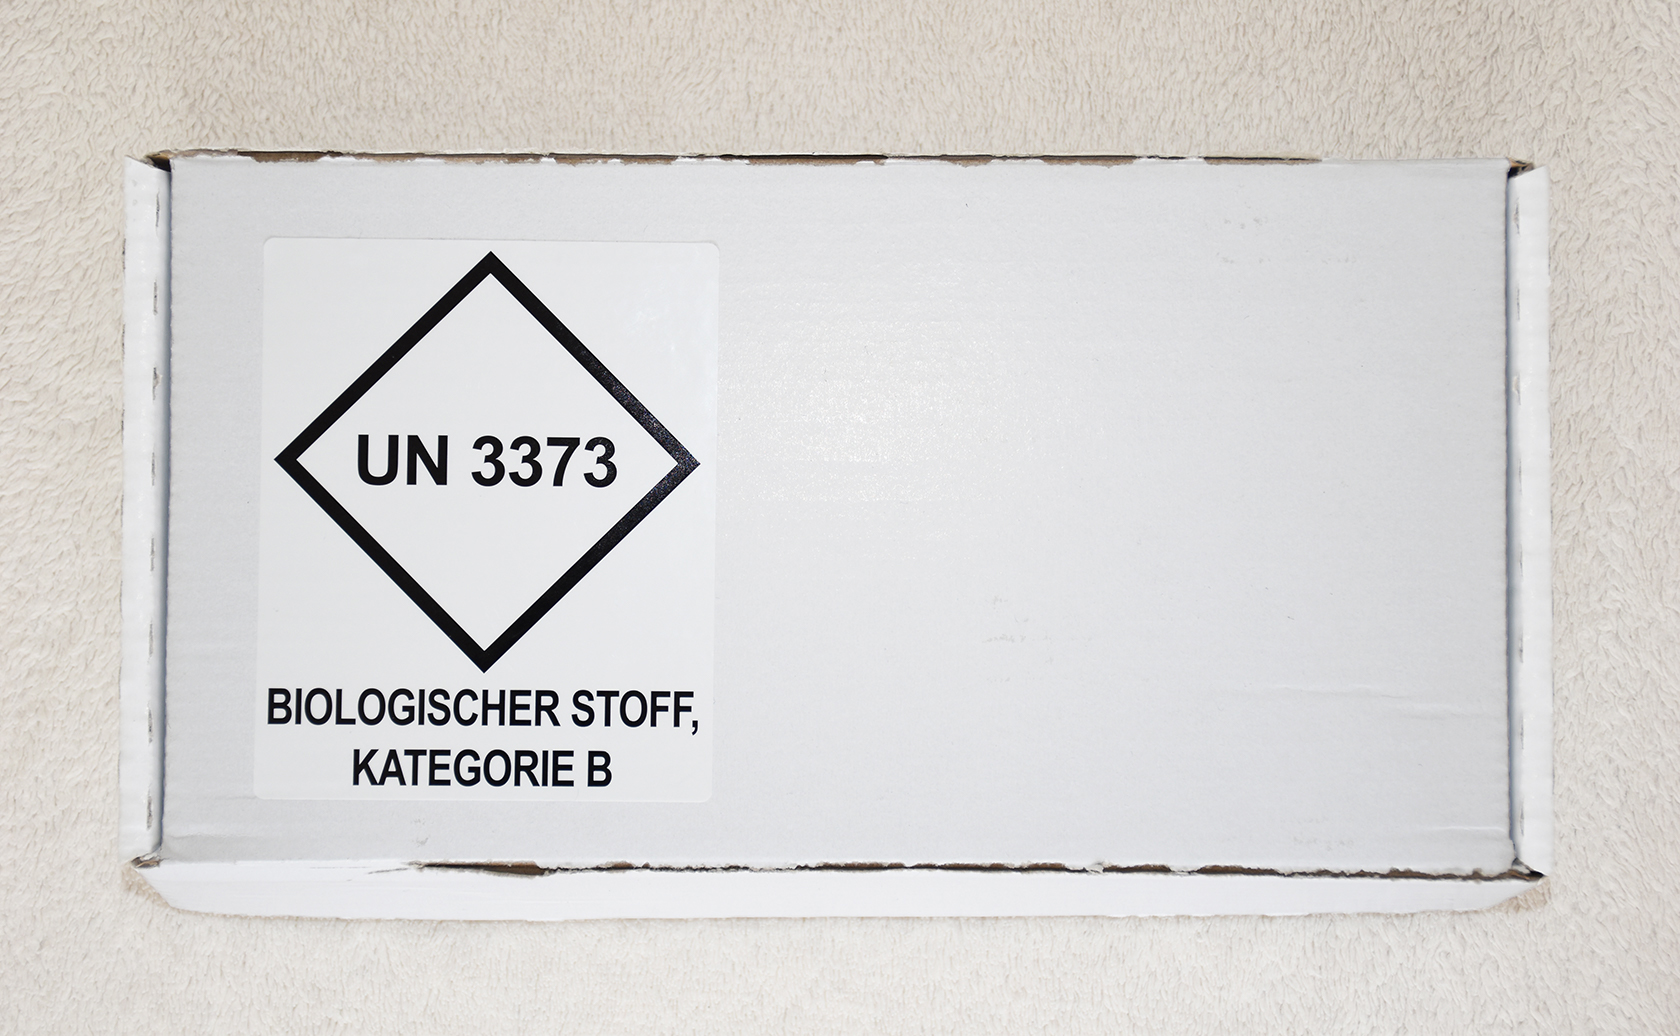 UN 3373
BIOLOGISCHER STOFF,
KATEGORIE B